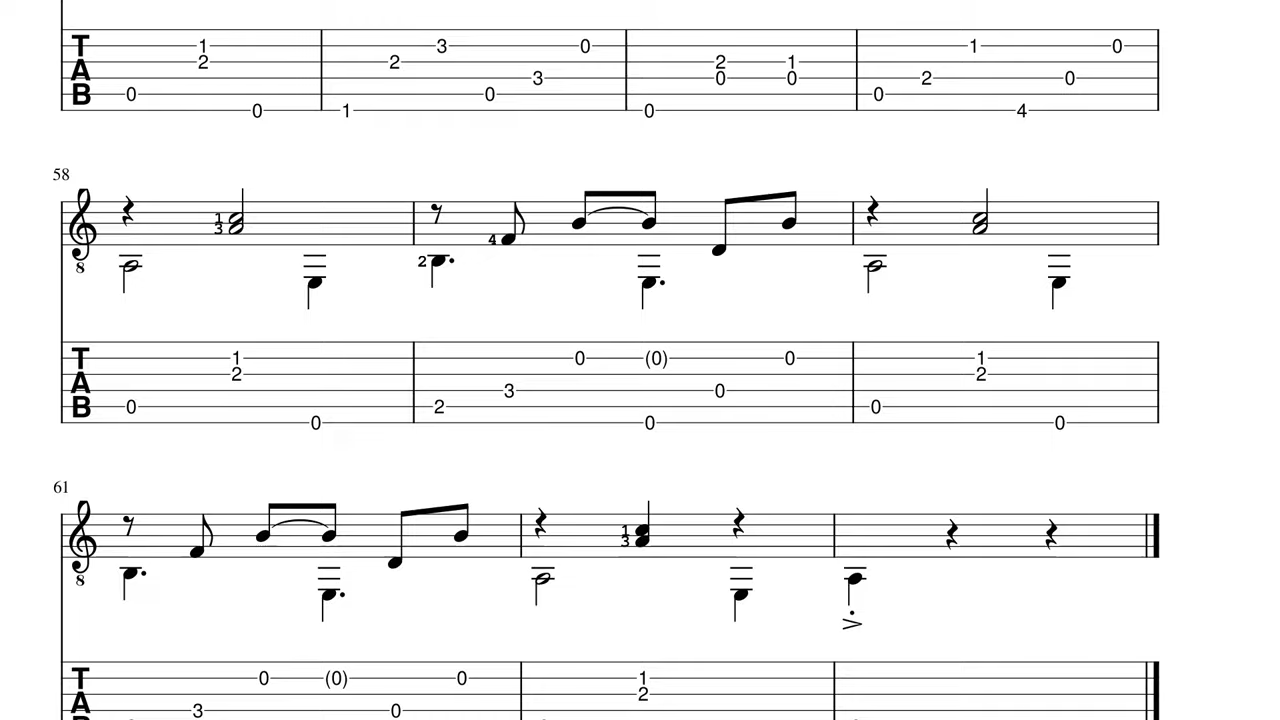 T A B 0 1 2 0 1 2 3 0 3 0 0 2 0 1 0 0 2 1 4 0 0
58
8 1 3 4 2
T A B 0 1 2 0 2 3 0 (0) 0 0 0 0 1 2 0
61
8 1 3
T A B 3 0 (0) 0 0 1 2